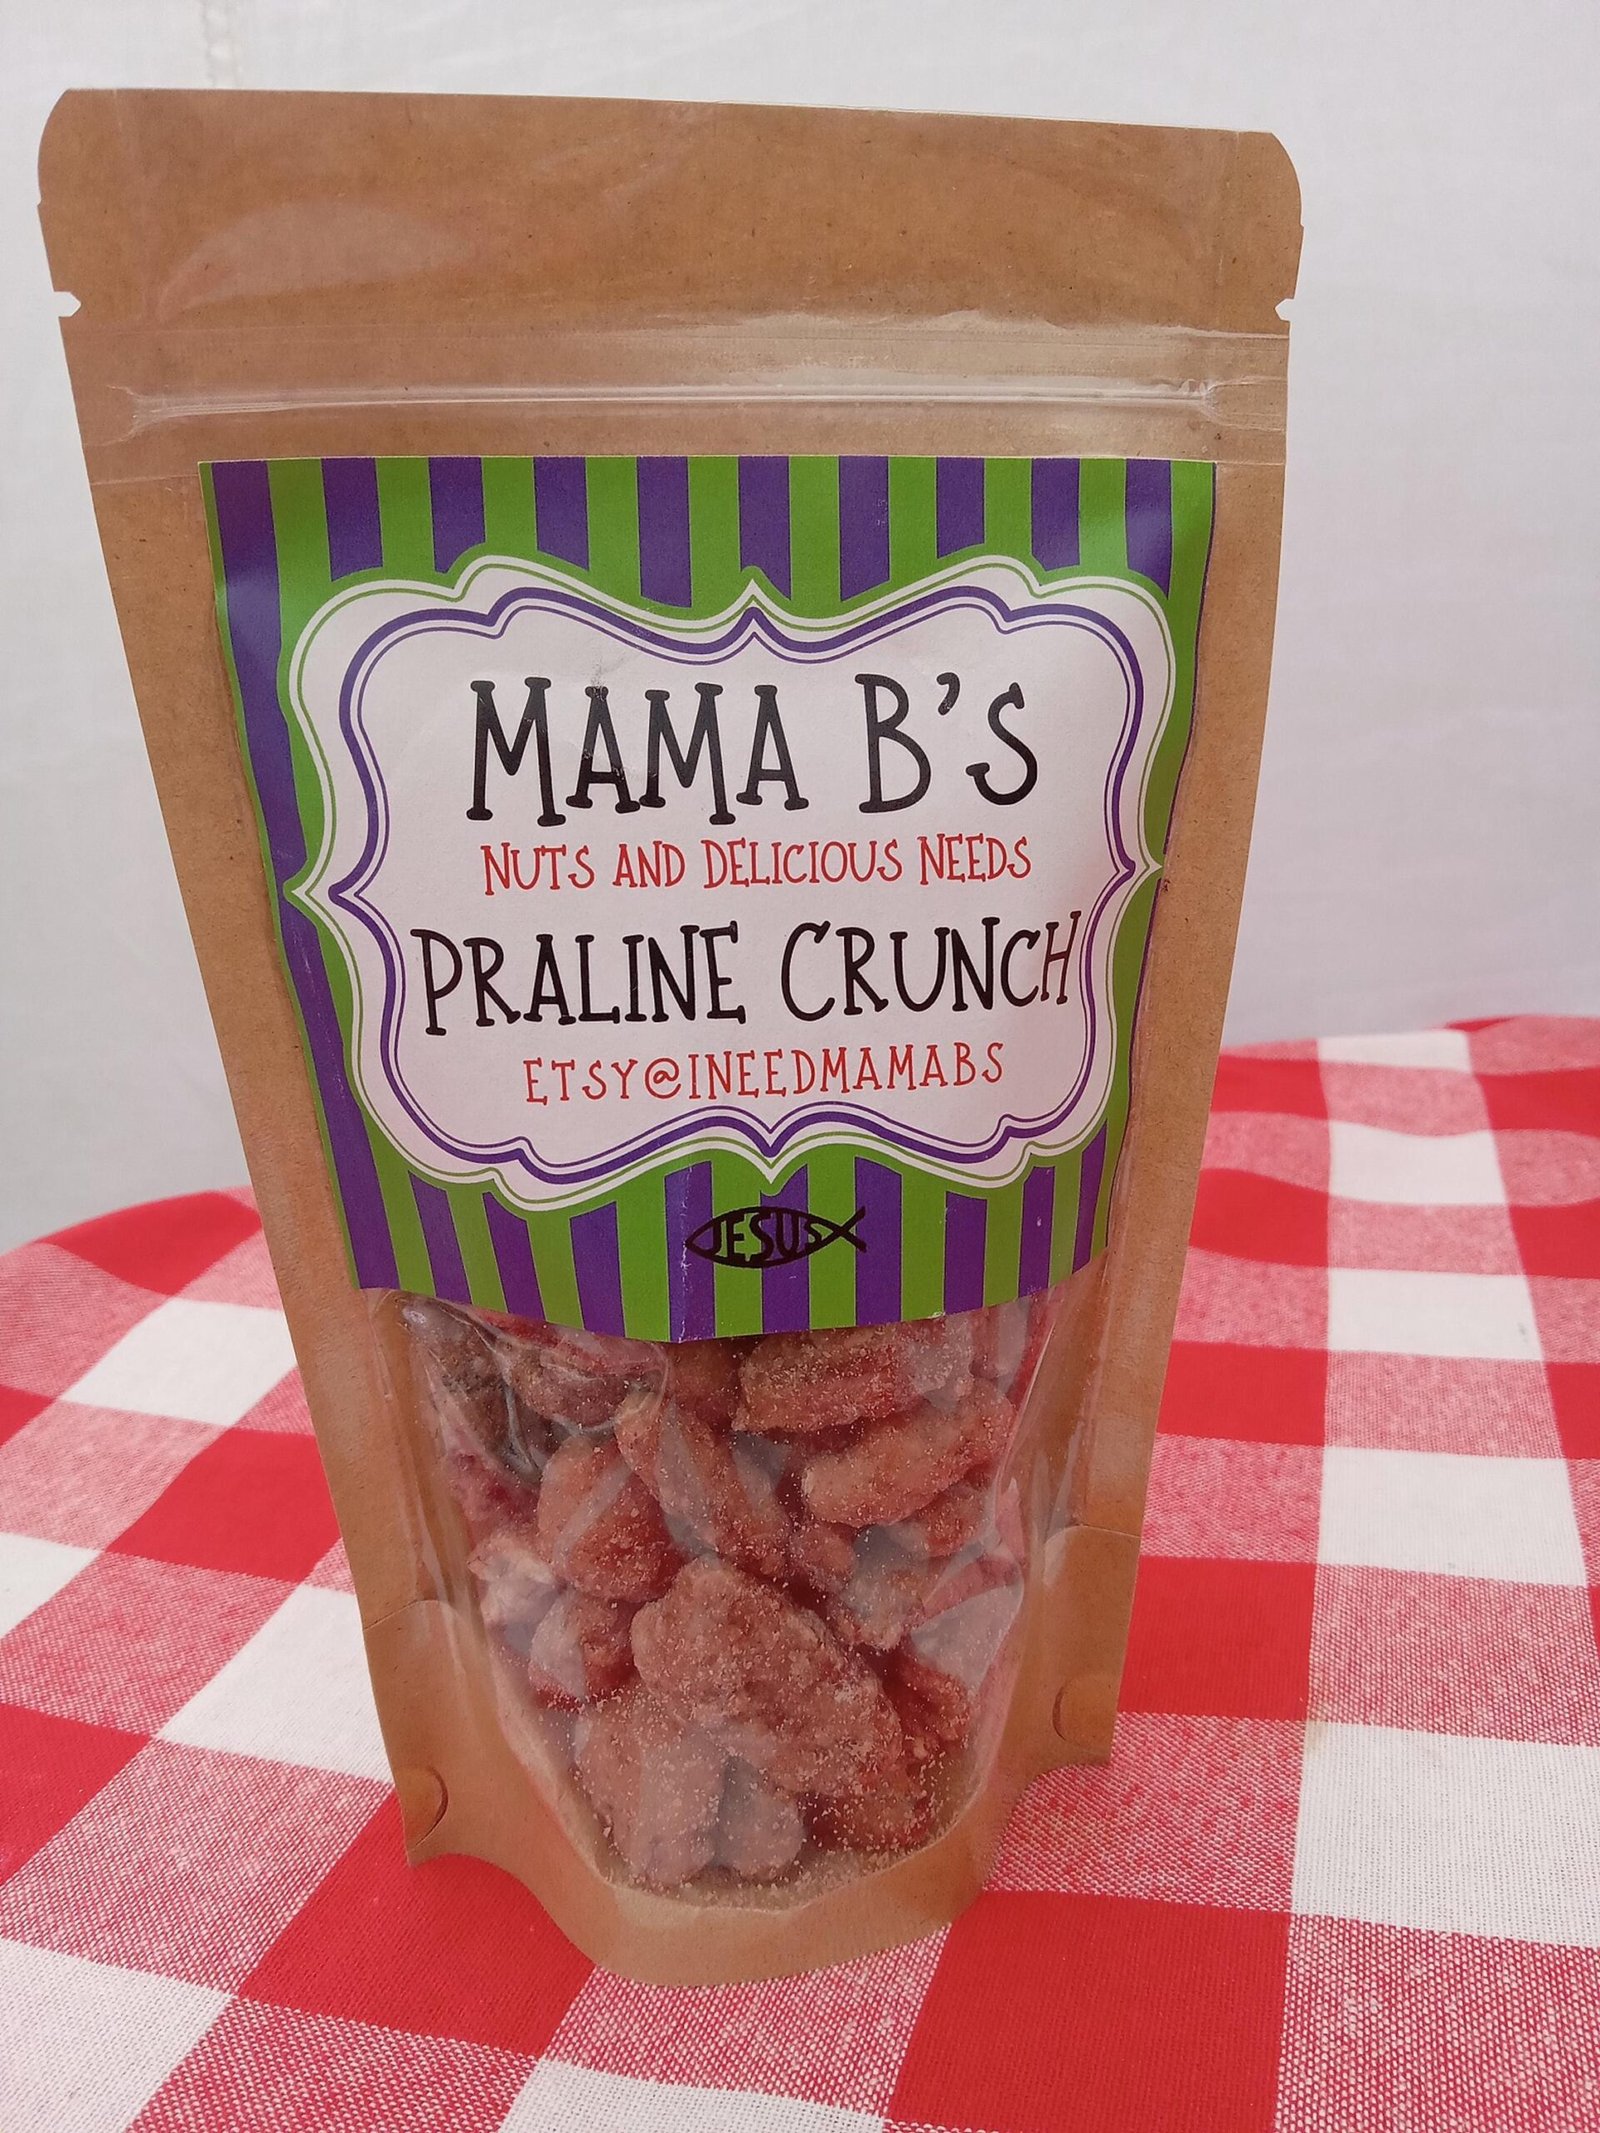 MAMA B'S
NUTS AND DELICIOUS NEEDS
PRALINE CRUNCH
ETSY@INEEDMAMABS
JESUS